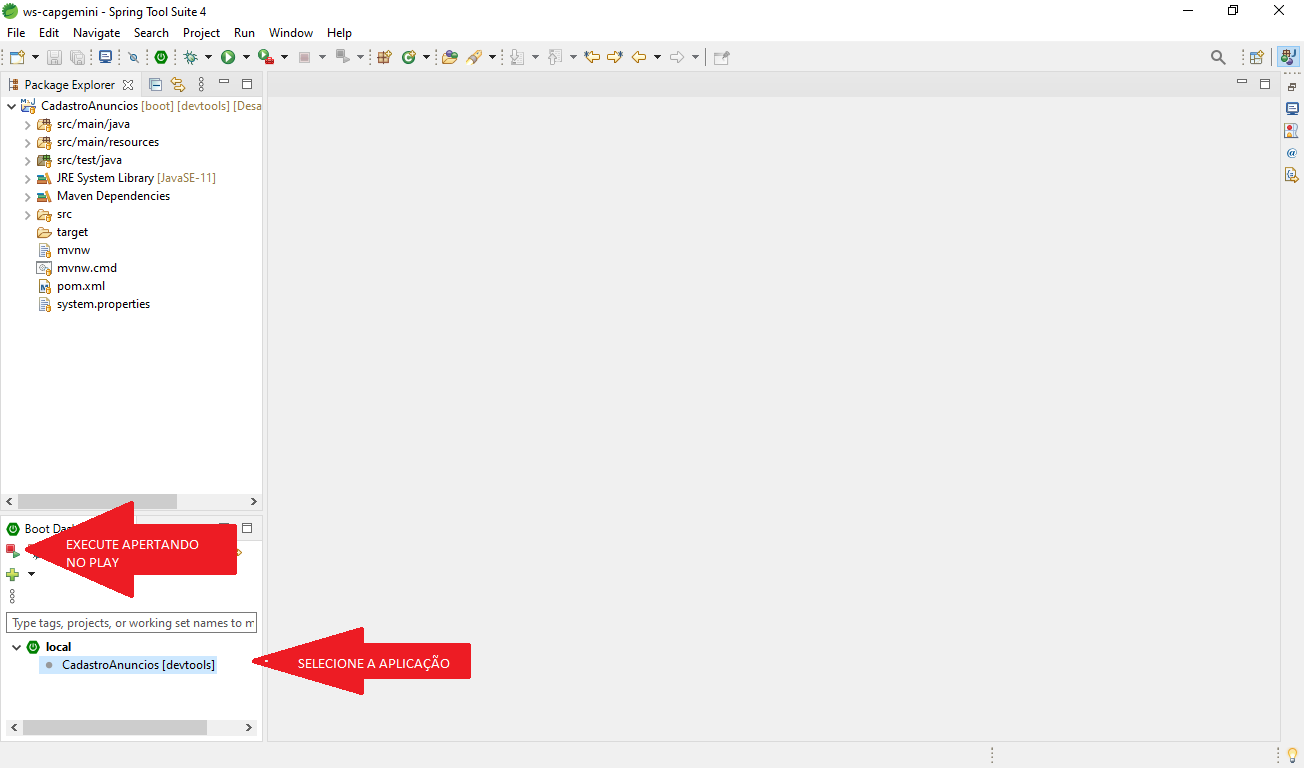 ws-capgemini - Spring Tool Suite 4
File Edit Navigate Search Project Run Window Help
Package Explorer
CadastroAnuncios [boot] [devtools] [Desa
src/main/java
src/main/resources
src/test/java
JRE System Library [JavaSE-11]
Maven Dependencies
src
target
mvnw
mvnw.cmd
pom.xml
system.properties
Boot Das
EXECUTE APERTANDO
NO PLAY
Type tags, projects, or working set names to m
local
CadastroAnuncios [devtools]
SELECIONE A APLICAÇÃO